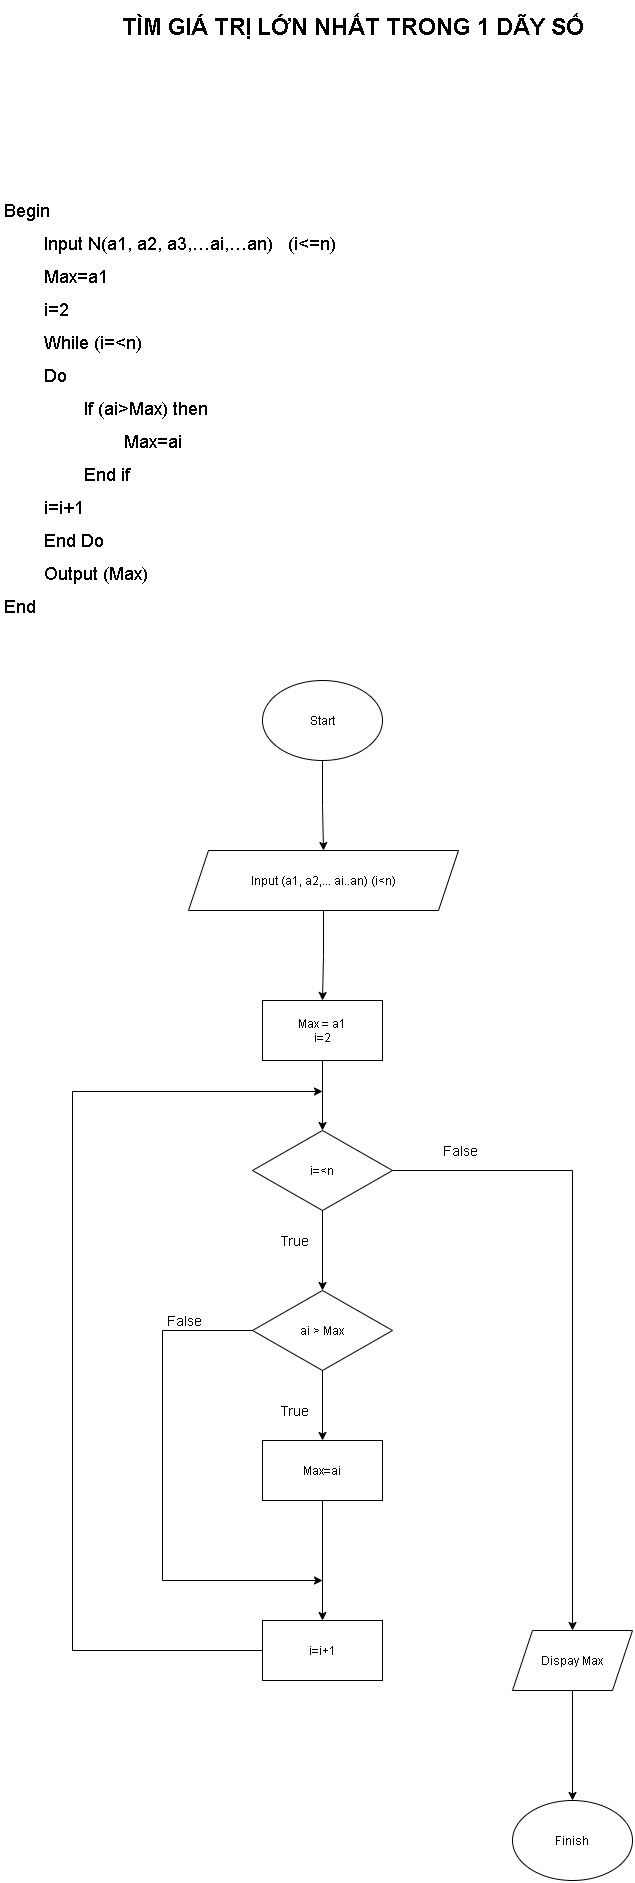 TÌM GIÁ TRỊ LỚN NHẤT TRONG 1 DÃY SỐ
Begin
Input N(a1, a2, a3,...ai,...an) (i<=n)
Max=a1
i=2
While (i=<n)
Do
If (ai>Max) then
Max=ai
End if
i=i+1
End Do
Output (Max)
End
Start
Input (a1, a2,... ai..an) (i<n)
Max = a1
i=2
i=<n
False
True
ai > Max
False
True
Max=ai
i=i+1
Dispay Max
Finish